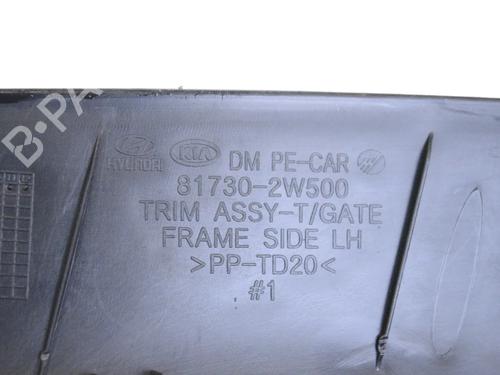 B-PA
HYUNDAI KIA DM PE-CAR
81730-2W500
TRIM ASSY-T/GATE
FRAME SIDE LH
>PP-TD20<
#1